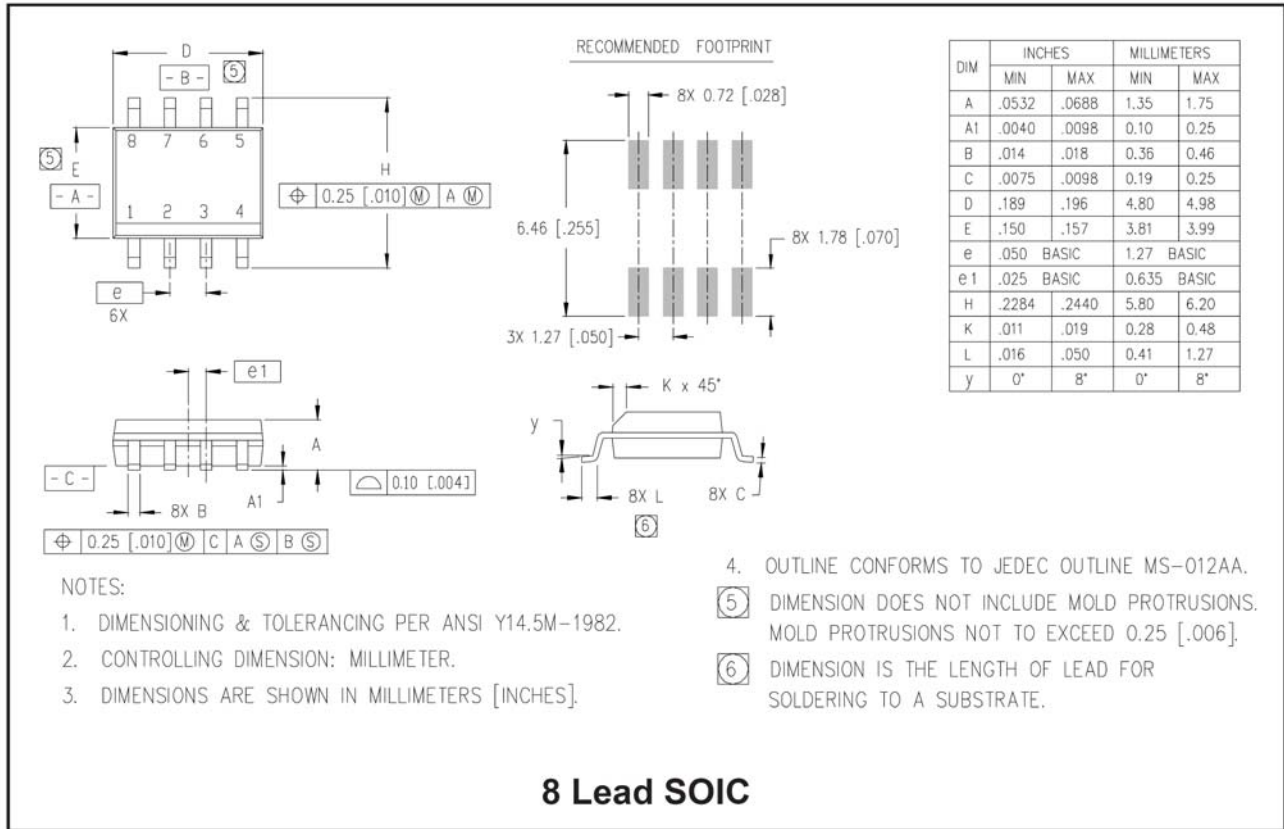 D
- B -
5
8 7 6 5
5
E
- A -
H
⌖ 0.25 [.010] Ⓜ A Ⓜ
1 2 3 4
e
6X
RECOMMENDED FOOTPRINT
8X 0.72 [.028]
6.46 [.255]
8X 1.78 [.070]
3X 1.27 [.050]
DIM INCHES MILLIMETERS
MIN MAX MIN MAX
A .0532 .0688 1.35 1.75
A1 .0040 .0098 0.10 0.25
B .014 .018 0.36 0.46
C .0075 .0098 0.19 0.25
D .189 .196 4.80 4.98
E .150 .157 3.81 3.99
e .050 BASIC 1.27 BASIC
e1 .025 BASIC 0.635 BASIC
H .2284 .2440 5.80 6.20
K .011 .019 0.28 0.48
L .016 .050 0.41 1.27
y 0° 8° 0° 8°
e1
A
- C -
A1
⌓ 0.10 [.004]
8X B
⌖ 0.25 [.010] Ⓜ C A Ⓢ B Ⓢ
K x 45°
y
8X L
8X C
6
NOTES:
1. DIMENSIONING & TOLERANCING PER ANSI Y14.5M-1982.
2. CONTROLLING DIMENSION: MILLIMETER.
3. DIMENSIONS ARE SHOWN IN MILLIMETERS [INCHES].
4. OUTLINE CONFORMS TO JEDEC OUTLINE MS-012AA.
5 DIMENSION DOES NOT INCLUDE MOLD PROTRUSIONS.
MOLD PROTRUSIONS NOT TO EXCEED 0.25 [.006].
6 DIMENSION IS THE LENGTH OF LEAD FOR
SOLDERING TO A SUBSTRATE.
8 Lead SOIC